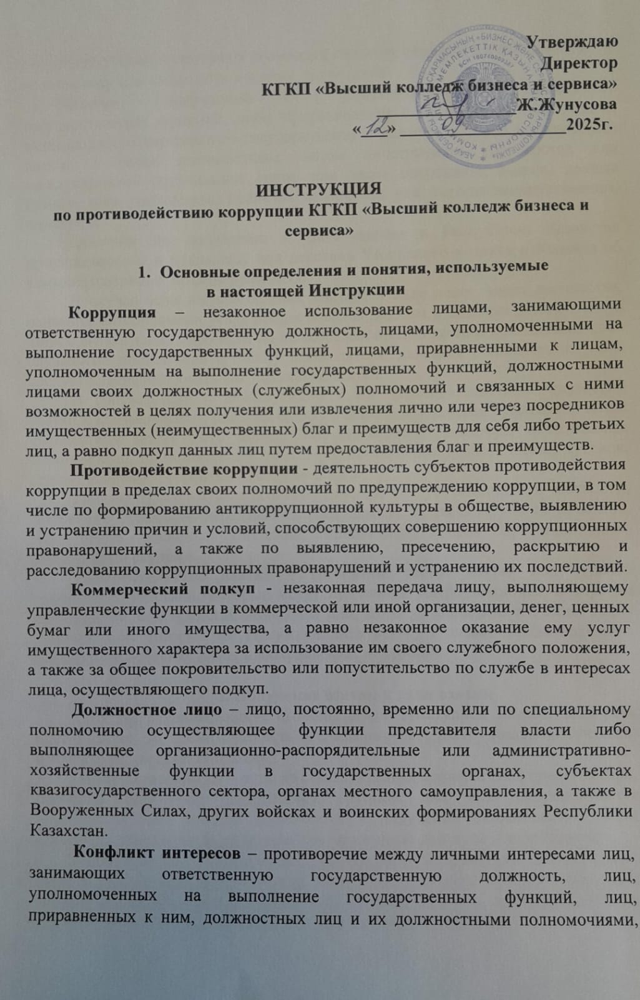 Утверждаю
Директор
КГКП «Высший колледж бизнеса и сервиса»
Ж.Жунусова
«12» 09 2025г.
ИНСТРУКЦИЯ
по противодействию коррупции КГКП «Высший колледж бизнеса и
сервиса»
1. Основные определения и понятия, используемые
в настоящей Инструкции
Коррупция – незаконное использование лицами, занимающими
ответственную государственную должность, лицами, уполномоченными на
выполнение государственных функций, лицами, приравненными к лицам,
уполномоченным на выполнение государственных функций, должностными
лицами своих должностных (служебных) полномочий и связанных с ними
возможностей в целях получения или извлечения лично или через посредников
имущественных (неимущественных) благ и преимуществ для себя либо третьих
лиц, а равно подкуп данных лиц путем предоставления благ и преимуществ.
Противодействие коррупции - деятельность субъектов противодействия
коррупции в пределах своих полномочий по предупреждению коррупции, в том
числе по формированию антикоррупционной культуры в обществе, выявлению
и устранению причин и условий, способствующих совершению коррупционных
правонарушений, а также по выявлению, пресечению, раскрытию и
расследованию коррупционных правонарушений и устранению их последствий.
Коммерческий подкуп - незаконная передача лицу, выполняющему
управленческие функции в коммерческой или иной организации, денег, ценных
бумаг или иного имущества, а равно незаконное оказание ему услуг
имущественного характера за использование им своего служебного положения,
а также за общее покровительство или попустительство по службе в интересах
лица, осуществляющего подкуп.
Должностное лицо – лицо, постоянно, временно или по специальному
полномочию осуществляющее функции представителя власти либо
выполняющее организационно-распорядительные или административно-
хозяйственные функции в государственных органах, субъектах
квазигосударственного сектора, органах местного самоуправления, а также в
Вооруженных Силах, других войсках и воинских формированиях Республики
Казахстан.
Конфликт интересов – противоречие между личными интересами лиц,
занимающих ответственную государственную должность, лиц,
уполномоченных на выполнение государственных функций, лиц,
приравненных к ним, должностных лиц и их должностными полномочиями,